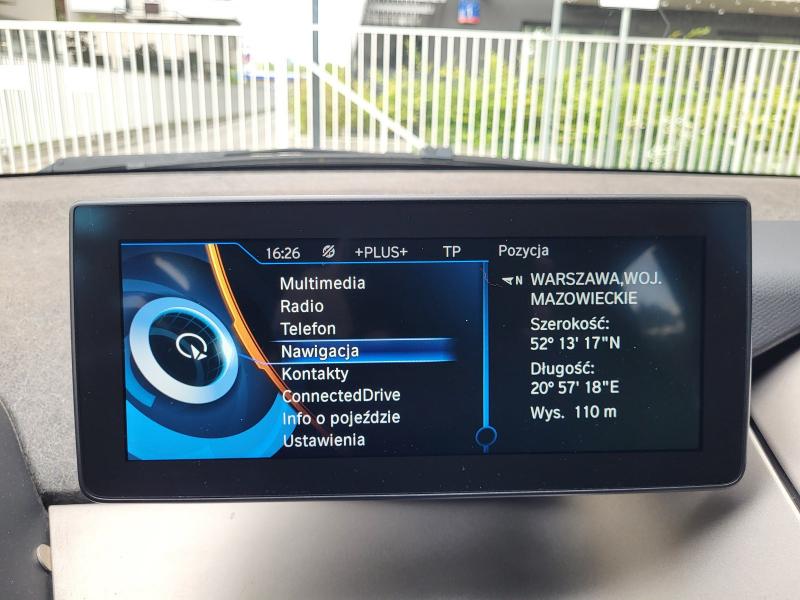 16:26 +PLUS+ TP Pozycja
Multimedia
Radio
Telefon
Nawigacja
Kontakty
ConnectedDrive
Info o pojeździe
Ustawienia
N WARSZAWA,WOJ.
MAZOWIECKIE
Szerokość:
52° 13' 17"N
Długość:
20° 57' 18"E
Wys. 110 m